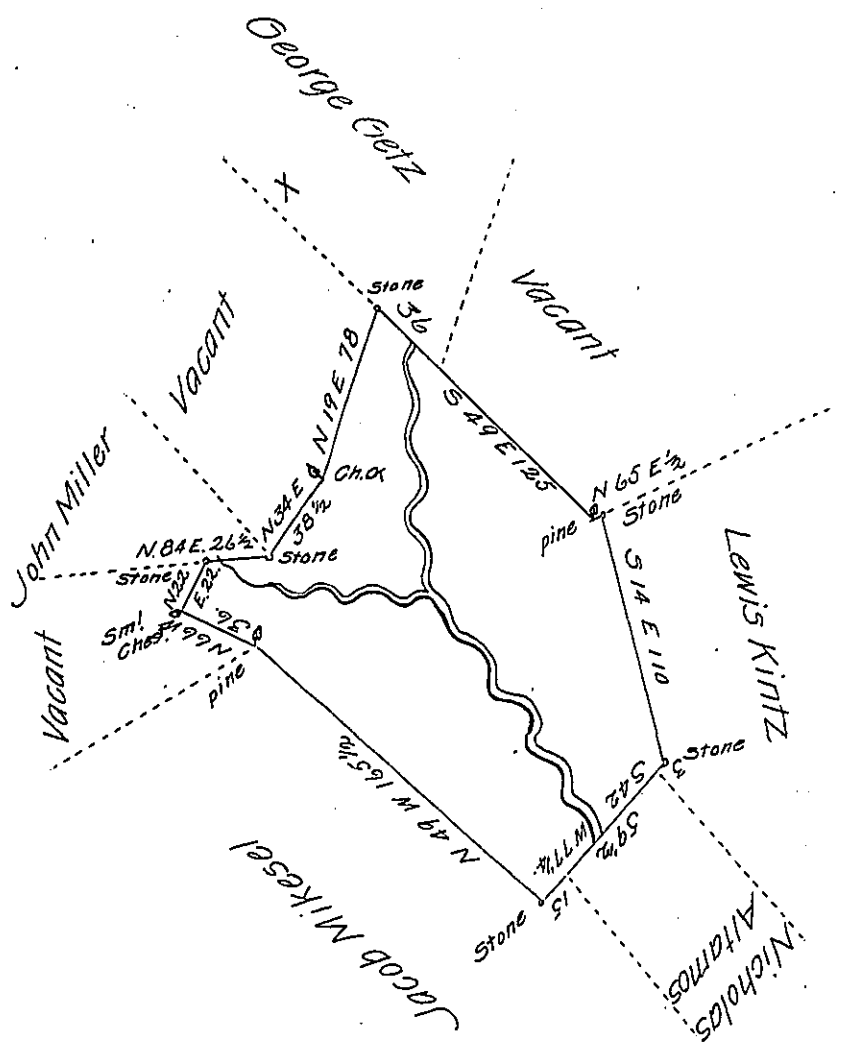 George Getz
X
Stone
36
Vacant
S 49 E 125
N 65 E ½
pine
Stone
Lewis Kintz
S 14 E 110
3
Stone
S 42
W 77¼
59½
15
Stone
Nicholas
Altamos
Jacob Mikesel
N 49 W 165½
pine
N 66
36.
Sml
Ches.
Vacant
N 22
E. 22.
Stone
John Miller
N. 84 E. 26½
Stone
Vacant
N 34 E
38½
Ch. ox
N 19 E 78